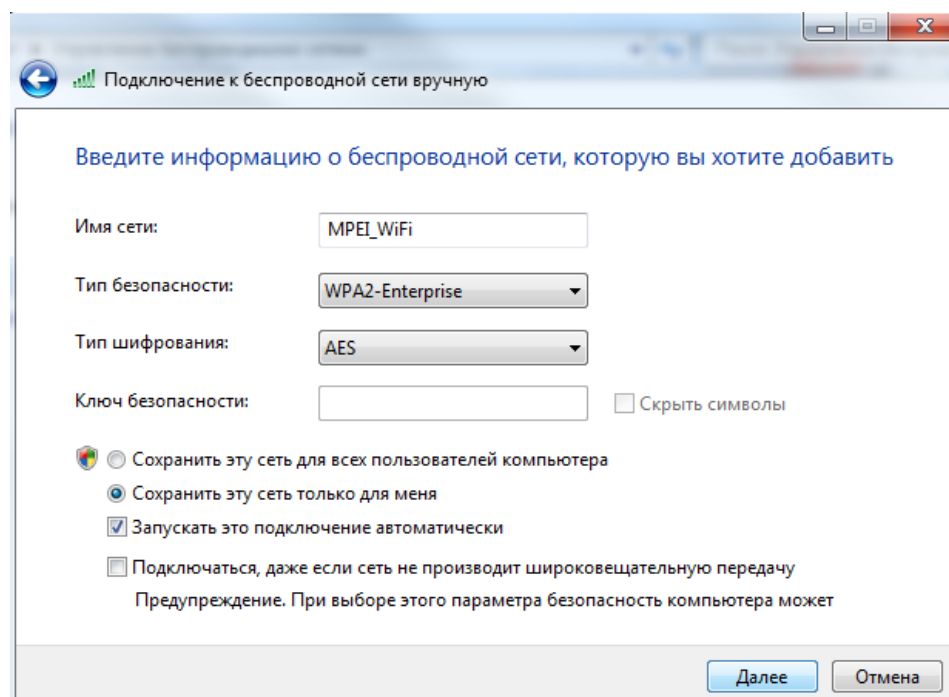 Подключение к беспроводной сети вручную
Введите информацию о беспроводной сети, которую вы хотите добавить
Имя сети:
MPEI_WiFi
Тип безопасности:
WPA2-Enterprise
Тип шифрования:
AES
Ключ безопасности:
Скрыть символы
Сохранить эту сеть для всех пользователей компьютера
Сохранить эту сеть только для меня
Запускать это подключение автоматически
Подключаться, даже если сеть не производит широковещательную передачу
Предупреждение. При выборе этого параметра безопасность компьютера может
Далее
Отмена